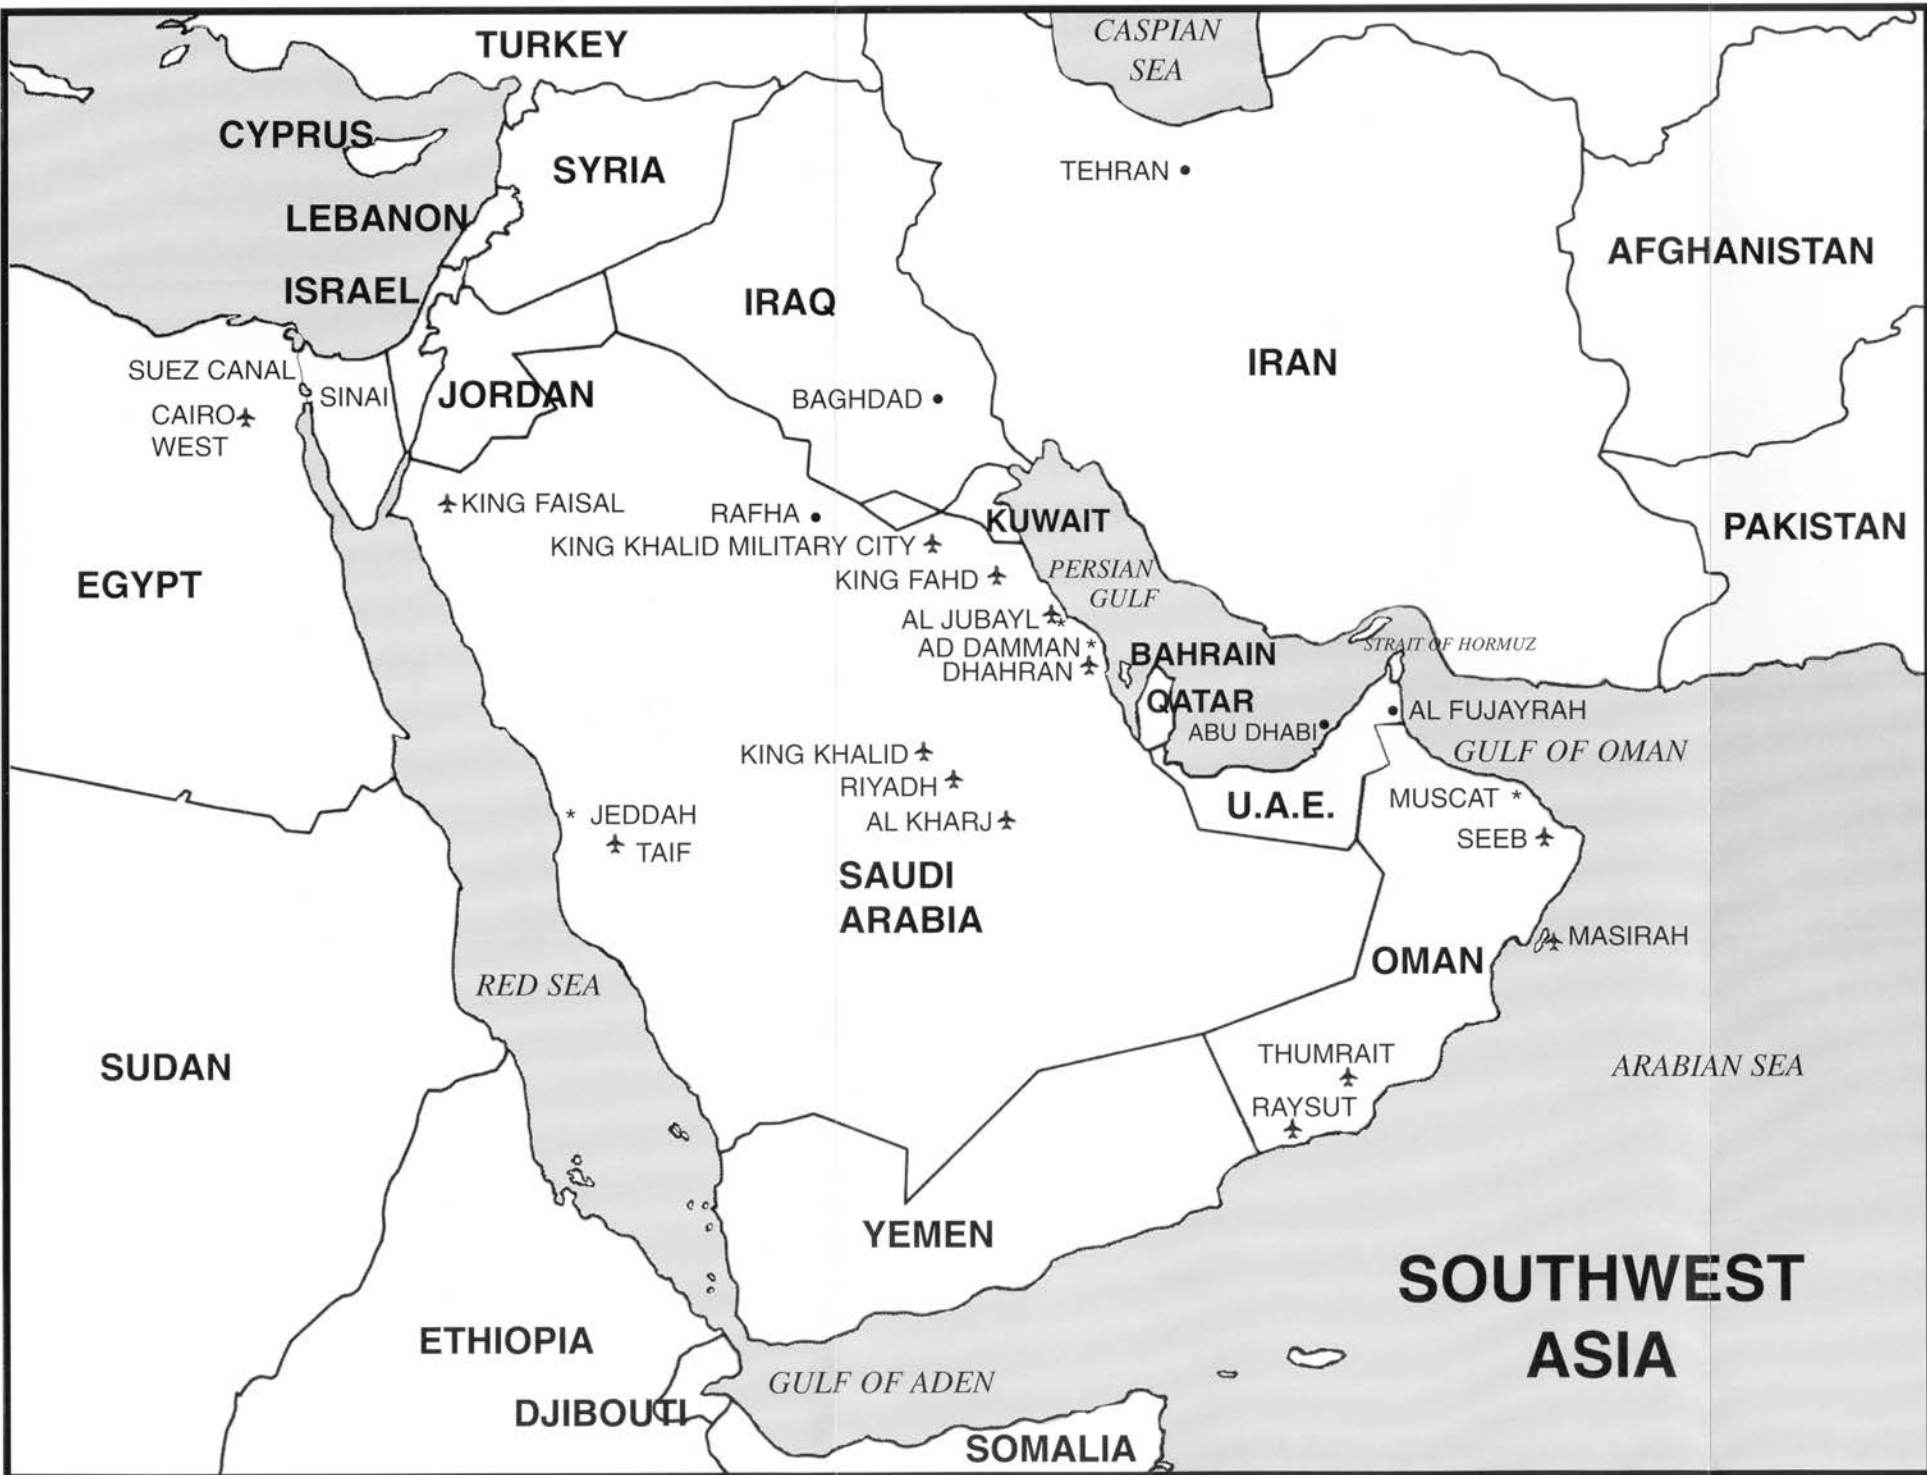 TURKEY
CASPIAN
SEA
CYPRUS
SYRIA
TEHRAN
LEBANON
AFGHANISTAN
ISRAEL
IRAQ
SUEZ CANAL
SINAI
JORDAN
BAGHDAD
IRAN
CAIRO
WEST
KING FAISAL
RAFHA
KUWAIT
PAKISTAN
KING KHALID MILITARY CITY
EGYPT
KING FAHD
PERSIAN
GULF
AL JUBAYL *
AD DAMMAN *
DHAHRAN
BAHRAIN
STRAIT OF HORMUZ
QATAR
ABU DHABI
AL FUJAYRAH
KING KHALID
GULF OF OMAN
RIYADH
AL KHARJ
* JEDDAH
TAIF
U.A.E.
MUSCAT *
SEEB
SAUDI
ARABIA
MASIRAH
OMAN
RED SEA
SUDAN
THUMRAIT
ARABIAN SEA
RAYSUT
YEMEN
SOUTHWEST
ASIA
ETHIOPIA
GULF OF ADEN
DJIBOUTI
SOMALIA